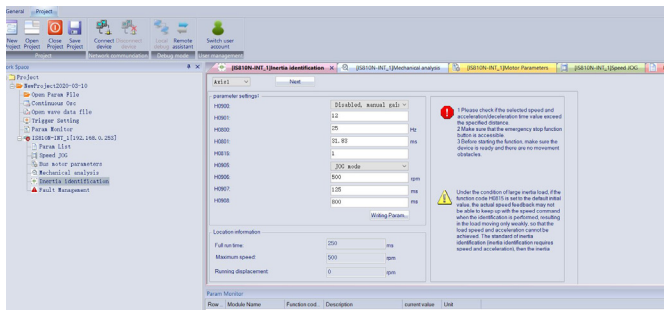 General Project
New Project
Open Project
Close Project
Save Project
Connect device
Disconnect device
Local debug
Remote assistant
Switch user account
Project
Network communication
Debug mode
User management
Project
NewProject2020-02-10
Open Param File
Continuous Osc
Open wave data file
Trigger Setting
Param Monitor
IS810N-INT_1[192.168.0.253]
Param List
Speed JOG
Bus motor parameters
Mechanical analysis
Inertia identification
Fault Management
[IS810N-INT_1]Inertia identification
[IS810N-INT_1]Mechanical analysis
[IS810N-INT_1]Motor Parameters
[IS810N-INT_1]Speed JOG
Axis1
Next
parameter settings1
H0900: Disabled, manual gain
H0901: 12
H0800: 25 Hz
H0801: 31.83 ms
H0815: 1
H0905: JOG mode
H0906: 500 rpm
H0907: 125 ms
H0908: 800 ms
Writing Param...
Location information
Full run time: 250 ms
Maximum speed: 500 rpm
Running displacement: 0 rpm
1 Please check if the selected speed and
acceleration/deceleration time value exceed
the specified distance.
2 Make sure that the emergency stop function
button is accessible.
3 Before starting the function, make sure the
device is ready and there are no movement
obstacles.
Under the condition of large inertia load, if the
function code H0815 is set to the default initial
value, the actual speed feedback may not
be able to keep up with the speed command
when the identification is performed, resulting
in the load moving only weakly, so that the
load speed and acceleration cannot be
achieved. The standard of inertia
identification (inertia identification requires
speed and acceleration), then the inertia
Param Monitor
Row... Module Name Function cod... Description current value Unit